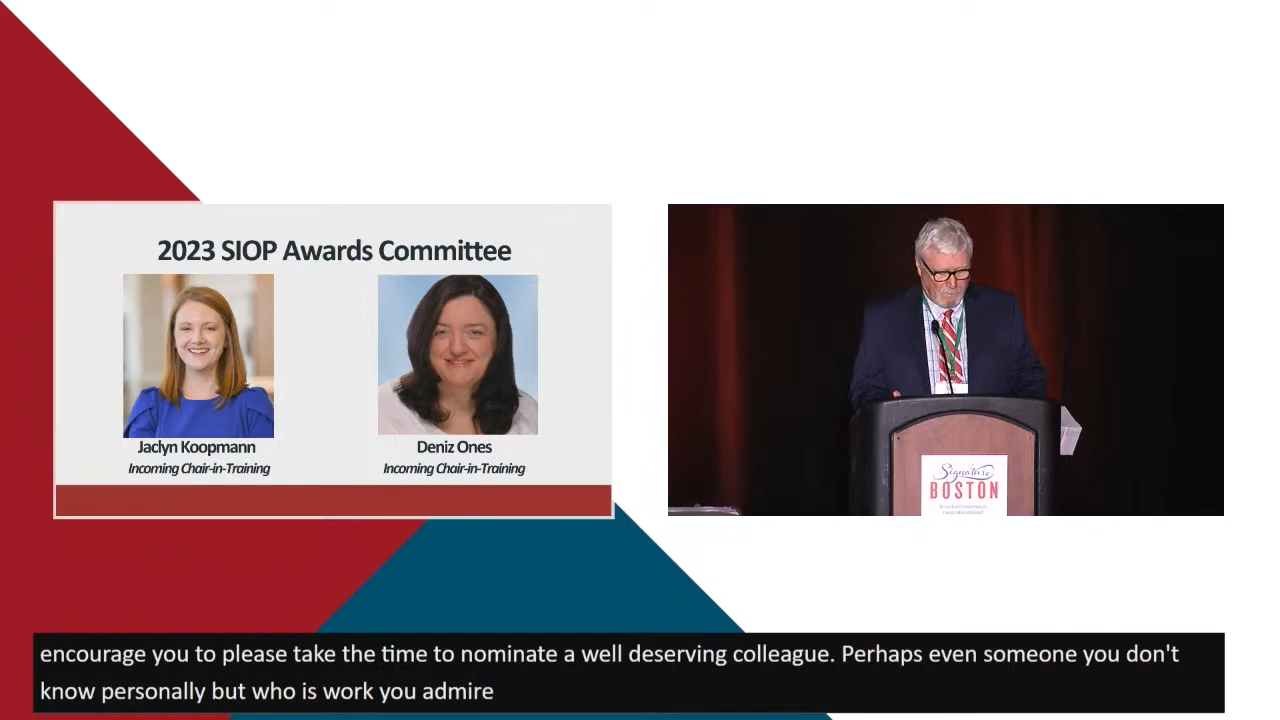 2023 SIOP Awards Committee
Jaclyn Koopmann
Incoming Chair-in-Training
Deniz Ones
Incoming Chair-in-Training
Signature
BOSTON
encourage you to please take the time to nominate a well deserving colleague. Perhaps even someone you don't
know personally but who is work you admire